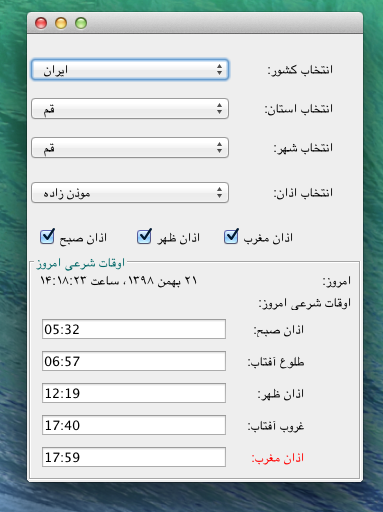 انتخاب کشور: ایران
انتخاب استان: قم
انتخاب شهر: قم
انتخاب اذان: موذن زاده
اذان مغرب اذان ظهر اذان صبح
اوقات شرعی امروز
امروز: ۲۱ بهمن ۱۳۹۸، ساعت ۱۴:۱۸:۲۳
اوقات شرعی امروز:
اذان صبح: 05:32
طلوع آفتاب: 06:57
اذان ظهر: 12:19
غروب آفتاب: 17:40
اذان مغرب: 17:59